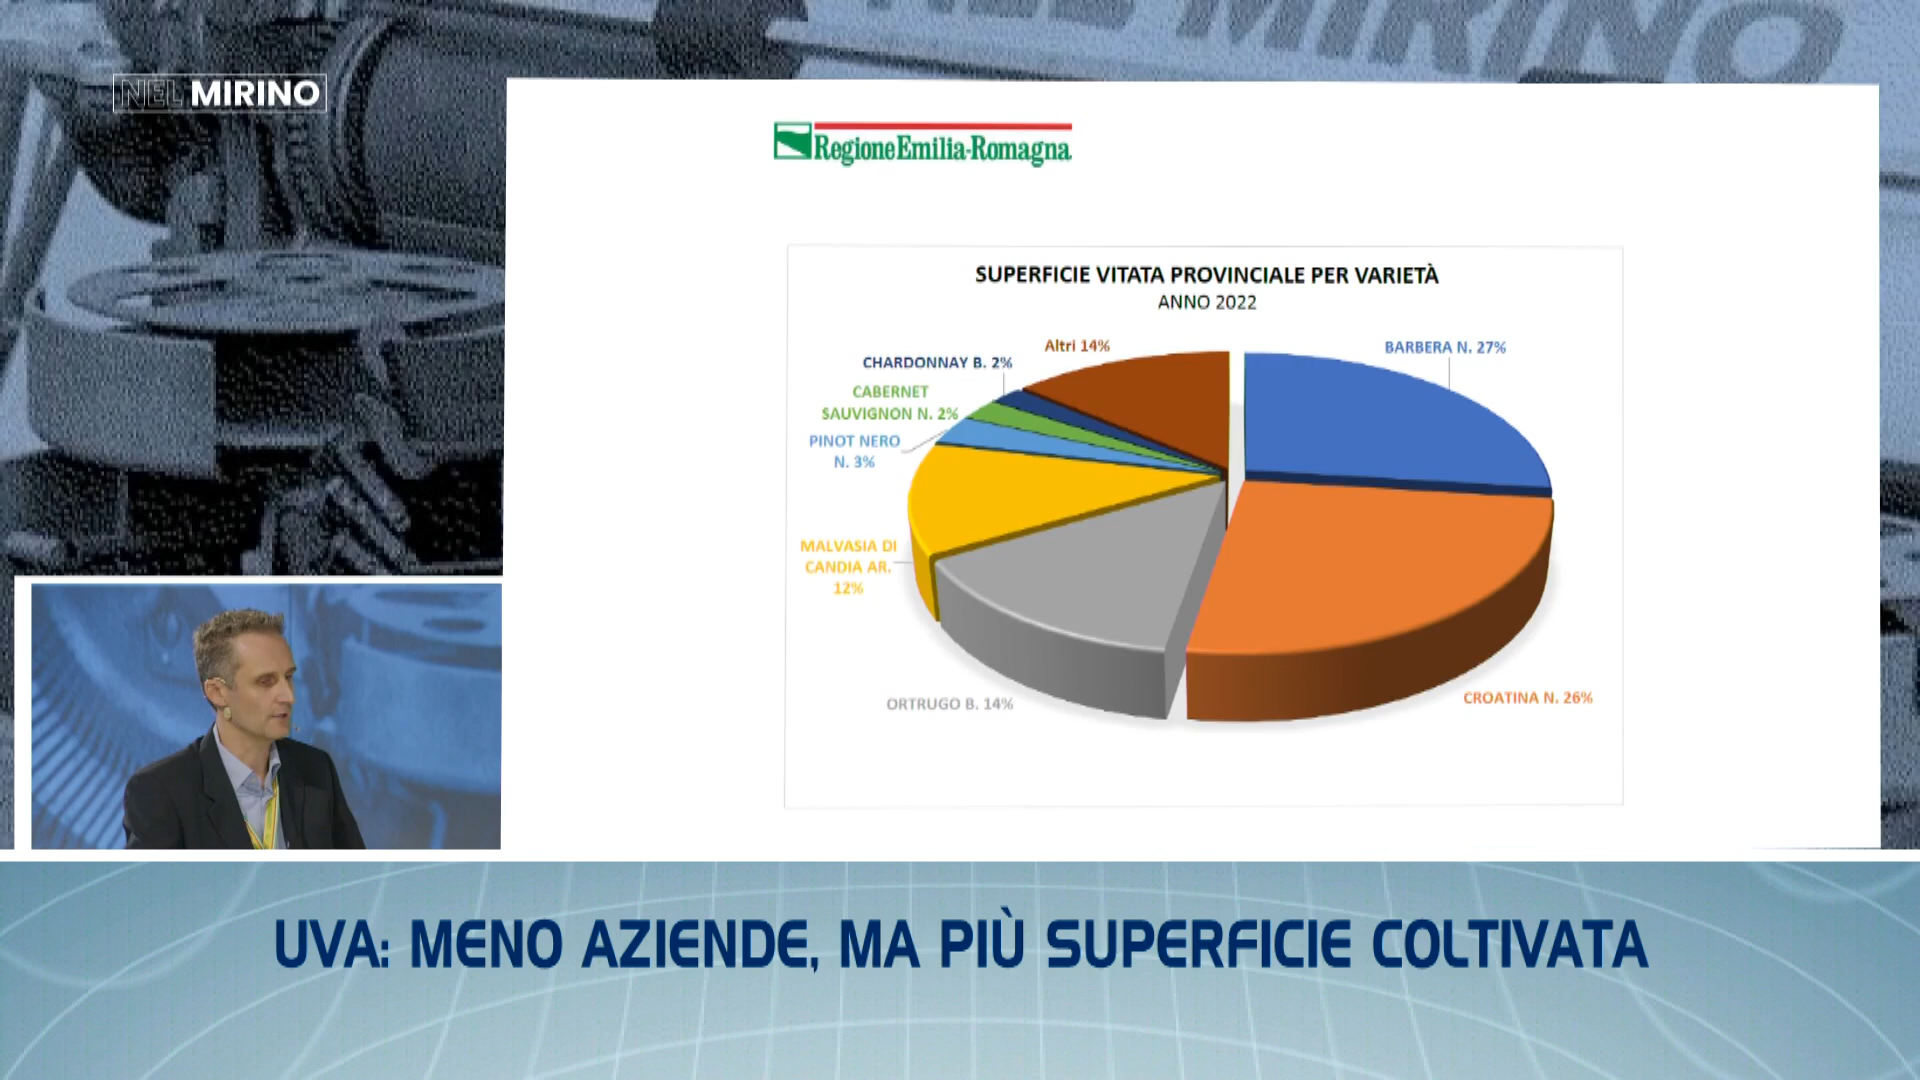 NEL MIRINO
NEL MIRINO
RegioneEmilia-Romagna
SUPERFICIE VITATA PROVINCIALE PER VARIETÀ
ANNO 2022
Altri 14%
BARBERA N. 27%
CHARDONNAY B. 2%
CABERNET
SAUVIGNON N. 2%
PINOT NERO
N. 3%
MALVASIA DI
CANDIA AR.
12%
ORTRUGO B. 14%
CROATINA N. 26%
UVA: MENO AZIENDE, MA PIÙ SUPERFICIE COLTIVATA